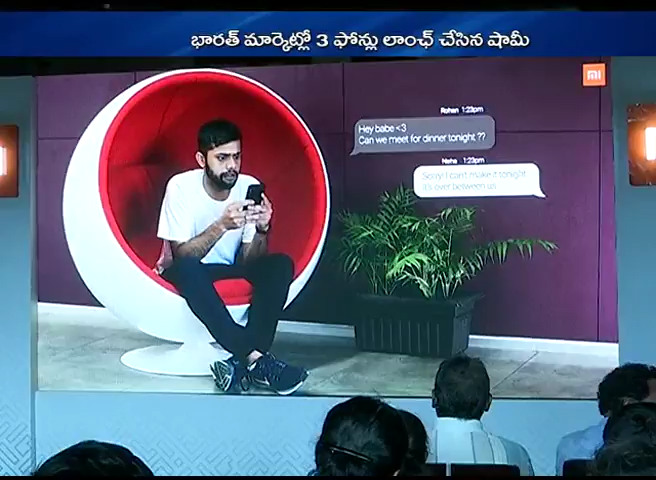 భారత్ మార్కెట్లో 3 ఫోన్లు లాంఛ్ చేసిన షామీ
mi
Rohan 1:23pm
Hey babe <3
Can we meet for dinner tonight ??
Neha 1:23pm
Sorry I cant make it tonight
It's over between us